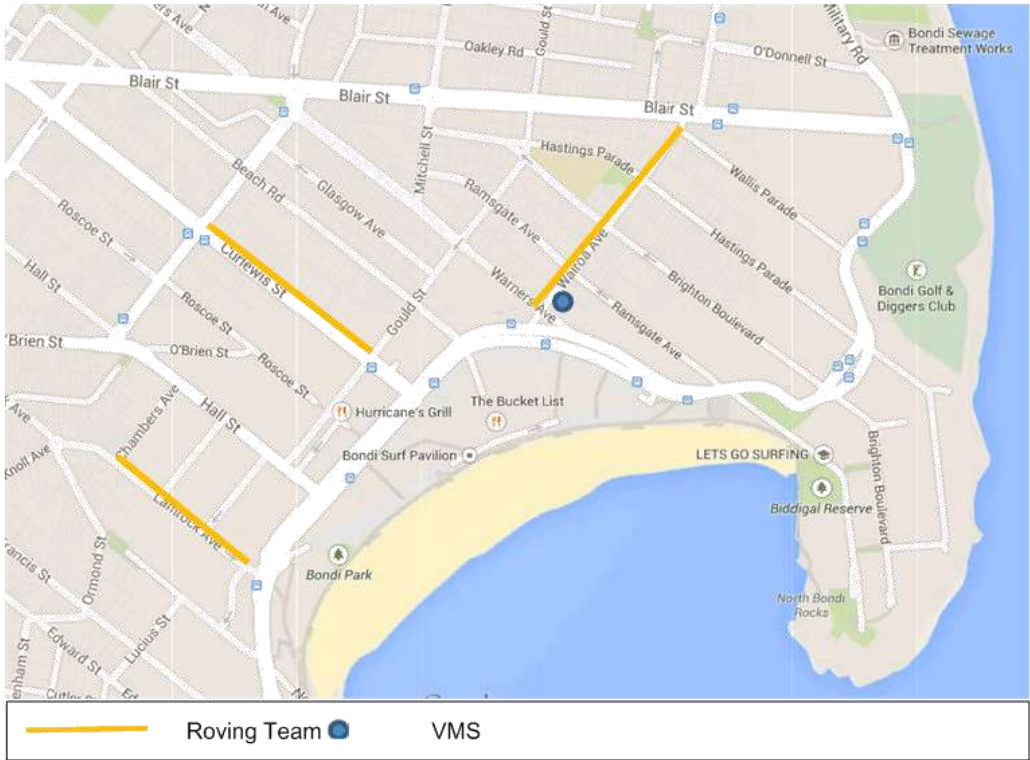 Military Rd
Gould St
Oakley Rd
Bondi Sewage
Treatment Works
O'Donnell St
Blair St
Blair St
Blair St
Mitchell St
Hastings Parade
Beach Rd
Glasgow Ave
Ramsgate Ave
Wallis Parade
Roscoe St
Hall St
Curlewis St
Warners Ave
Wairoa Ave
Hastings Parade
Brighton Boulevard
Bondi Golf &
Diggers Club
Gould St
Ramsgate Ave
Roscoe St
O'Brien St
O'Brien St
Roscoe St
Hall St
Chambers Ave
The Bucket List
Hurricane's Grill
Bondi Surf Pavilion
LETS GO SURFING
Knoll Ave
Brighton Boulevard
Biddigal Reserve
Lamrock Ave
Ormond St
Bondi Park
North Bondi
Rocks
Francis St
Lucius St
Edward St
Roving Team
VMS